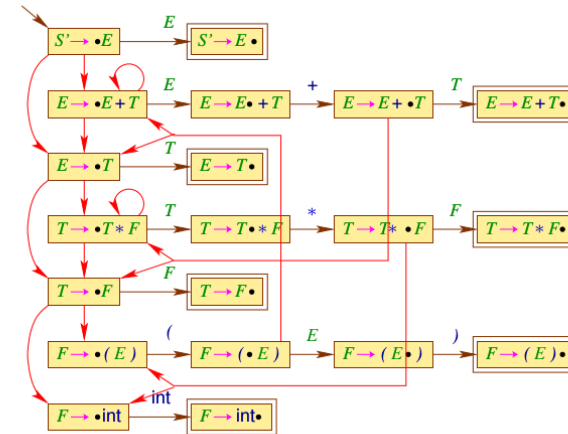 E
S’→ •E S’→ E •
E + T
E → •E + T E → E• + T E → E + •T E → E + T•
T
E → •T E → T•
T * F
T → •T * F T → T• * F T → T* •F T → T * F•
F
T → •F T → F•
( E )
F → •( E ) F → ( •E ) F → ( E• ) F → ( E )•
int
F → •int F → int•